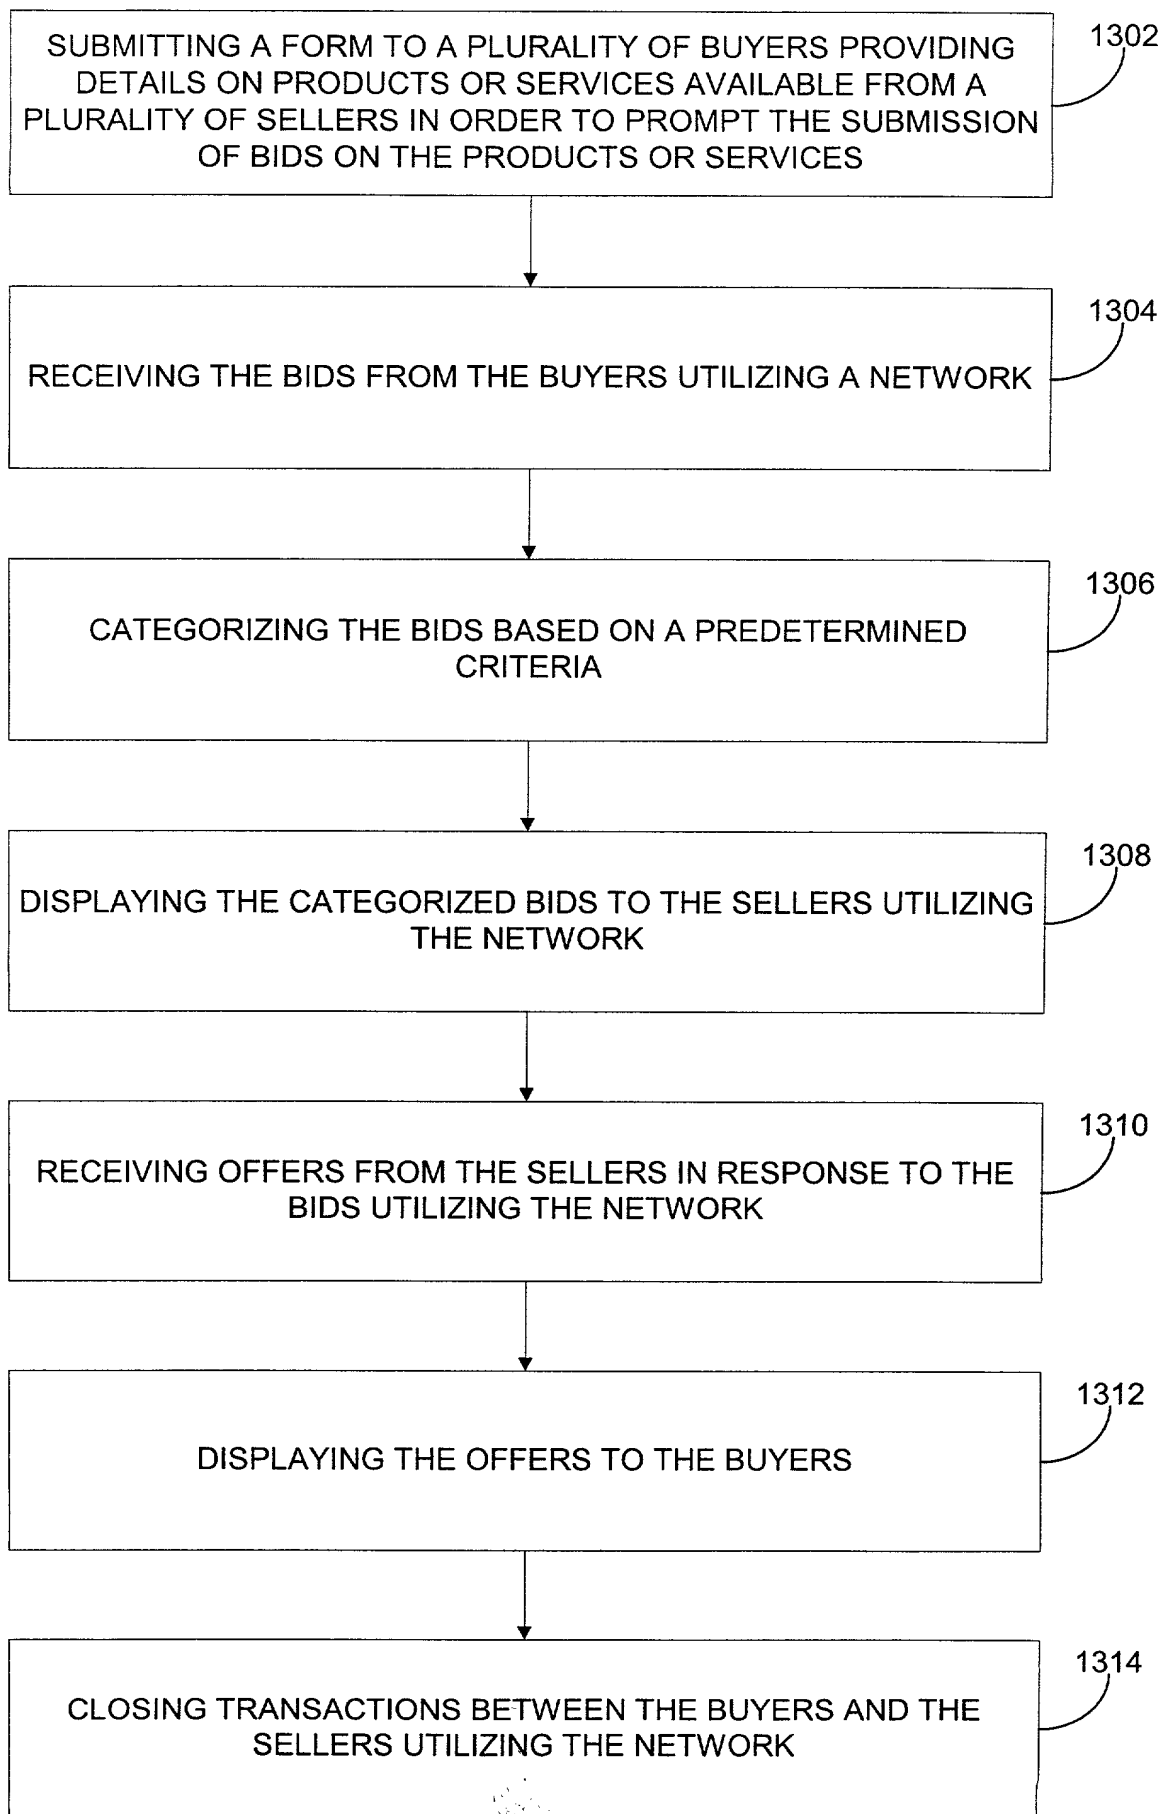 SUBMITTING A FORM TO A PLURALITY OF BUYERS PROVIDING
DETAILS ON PRODUCTS OR SERVICES AVAILABLE FROM A
PLURALITY OF SELLERS IN ORDER TO PROMPT THE SUBMISSION
OF BIDS ON THE PRODUCTS OR SERVICES
1302
RECEIVING THE BIDS FROM THE BUYERS UTILIZING A NETWORK
1304
CATEGORIZING THE BIDS BASED ON A PREDETERMINED
CRITERIA
1306
DISPLAYING THE CATEGORIZED BIDS TO THE SELLERS UTILIZING
THE NETWORK
1308
RECEIVING OFFERS FROM THE SELLERS IN RESPONSE TO THE
BIDS UTILIZING THE NETWORK
1310
DISPLAYING THE OFFERS TO THE BUYERS
1312
CLOSING TRANSACTIONS BETWEEN THE BUYERS AND THE
SELLERS UTILIZING THE NETWORK
1314